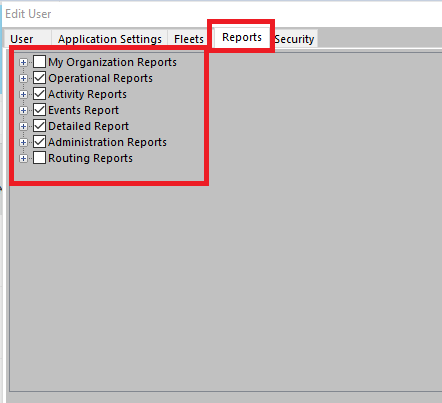 Edit User
User Application Settings Fleets Reports Security
My Organization Reports
Operational Reports
Activity Reports
Events Report
Detailed Report
Administration Reports
Routing Reports